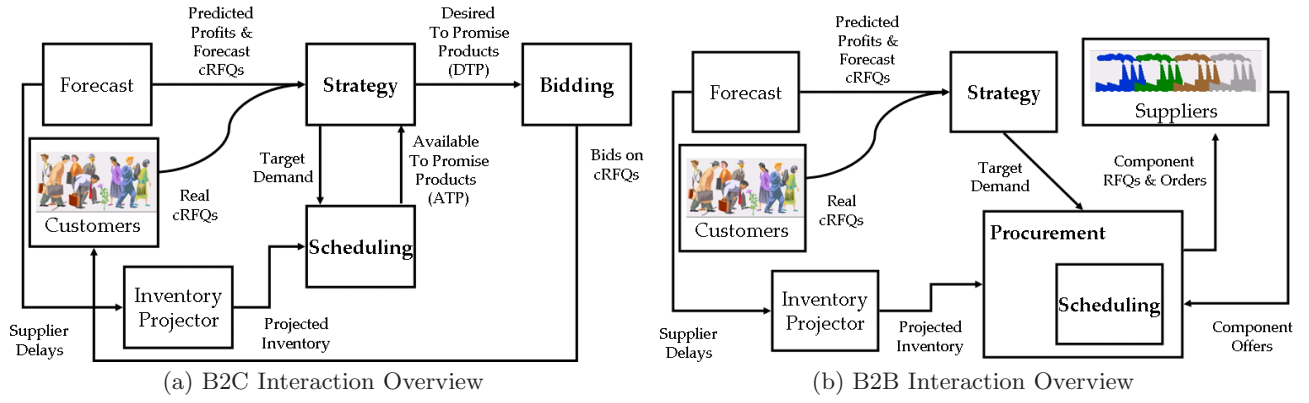 Predicted
Profits &
Forecast
cRFQs
Desired
To Promise
Products
(DTP)
Forecast
Strategy
Bidding
Customers
Real
cRFQs
Target
Demand
Available
To Promise
Products
(ATP)
Bids on
cRFQs
Scheduling
Inventory
Projector
Supplier
Delays
Projected
Inventory
(a) B2C Interaction Overview
Predicted
Profits &
Forecast
cRFQs
Forecast
Strategy
Suppliers
Customers
Real
cRFQs
Target
Demand
Component
RFQs & Orders
Procurement
Scheduling
Inventory
Projector
Supplier
Delays
Projected
Inventory
Component
Offers
(b) B2B Interaction Overview